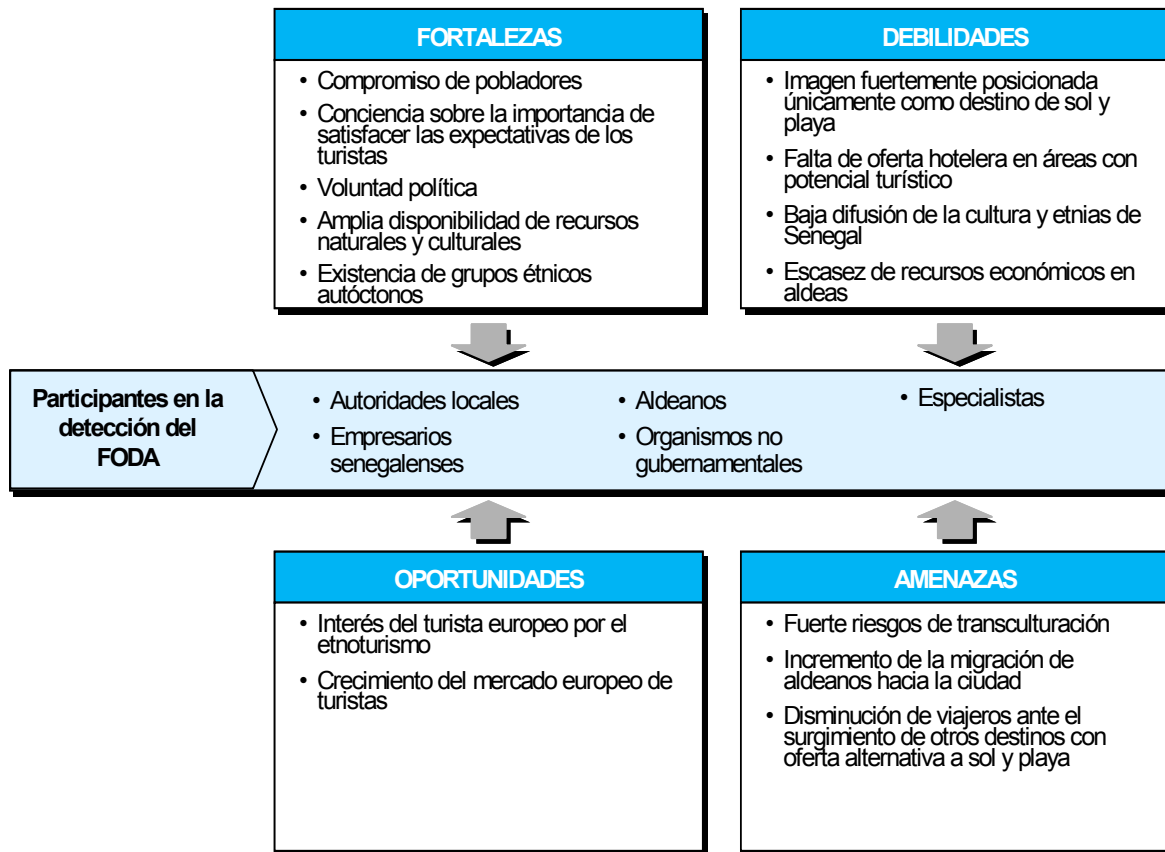 FORTALEZAS
• Compromiso de pobladores
• Conciencia sobre la importancia de
satisfacer las expectativas de los
turistas
• Voluntad política
• Amplia disponibilidad de recursos
naturales y culturales
• Existencia de grupos étnicos
autóctonos
DEBILIDADES
• Imagen fuertemente posicionada
únicamente como destino de sol y
playa
• Falta de oferta hotelera en áreas con
potencial turístico
• Baja difusión de la cultura y etnias de
Senegal
• Escasez de recursos económicos en
aldeas
Participantes en la
detección del
FODA
• Autoridades locales
• Empresarios
senegalenses
• Aldeanos
• Organismos no
gubernamentales
• Especialistas
OPORTUNIDADES
• Interés del turista europeo por el
etnoturismo
• Crecimiento del mercado europeo de
turistas
AMENAZAS
• Fuerte riesgos de transculturación
• Incremento de la migración de
aldeanos hacia la ciudad
• Disminución de viajeros ante el
surgimiento de otros destinos con
oferta alternativa a sol y playa